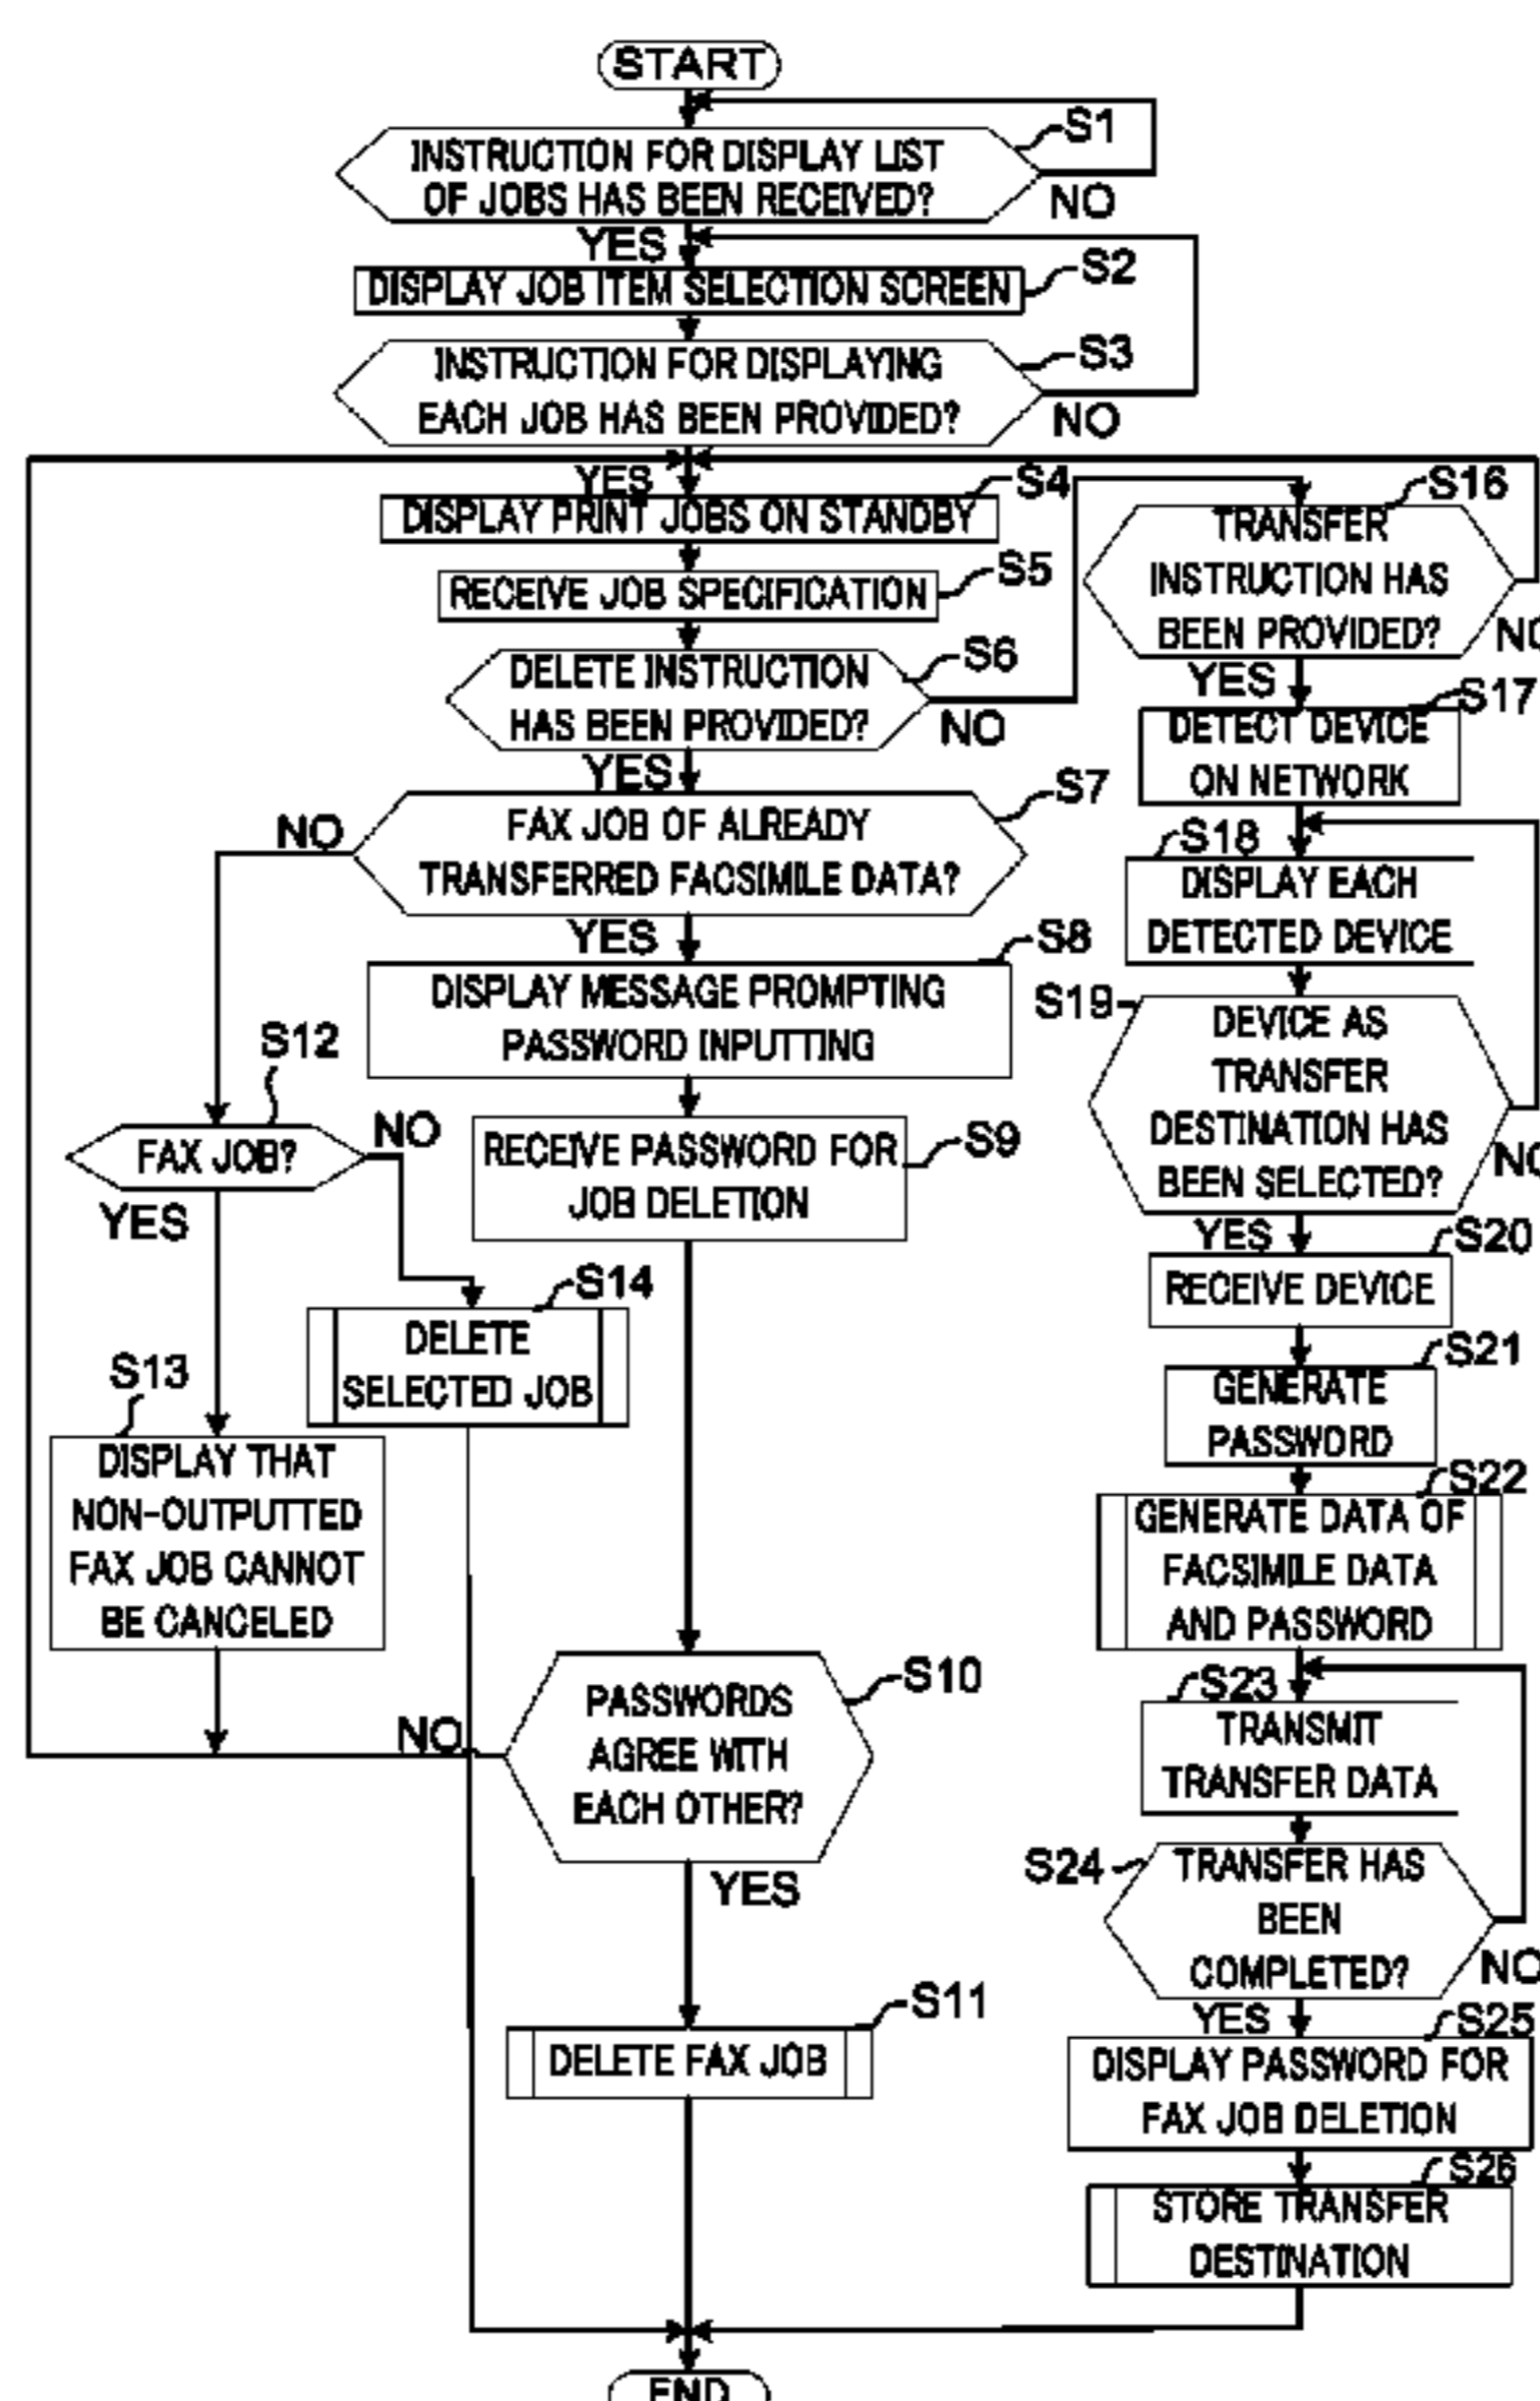 START
S1
INSTRUCTION FOR DISPLAY LIST
OF JOBS HAS BEEN RECEIVED?
NO
YES
S2
DISPLAY JOB ITEM SELECTION SCREEN
S3
INSTRUCTION FOR DISPLAYING
EACH JOB HAS BEEN PROVIDED?
NO
YES
S4
DISPLAY PRINT JOBS ON STANDBY
S5
RECEIVE JOB SPECIFICATION
S6
DELETE INSTRUCTION
HAS BEEN PROVIDED?
NO
YES
S7
FAX JOB OF ALREADY
TRANSFERRED FACSIMILE DATA?
NO
YES
S8
DISPLAY MESSAGE PROMPTING
PASSWORD INPUTTING
S9
RECEIVE PASSWORD FOR
JOB DELETION
S12
FAX JOB?
NO
YES
S14
DELETE
SELECTED JOB
S13
DISPLAY THAT
NON-OUTPUTTED
FAX JOB CANNOT
BE CANCELED
S10
PASSWORDS
AGREE WITH
EACH OTHER?
NO
YES
S11
DELETE FAX JOB
S16
TRANSFER
INSTRUCTION HAS
BEEN PROVIDED?
NO
YES
S17
DETECT DEVICE
ON NETWORK
S18
DISPLAY EACH
DETECTED DEVICE
S19
DEVICE AS
TRANSFER
DESTINATION HAS
BEEN SELECTED?
NO
YES
S20
RECEIVE DEVICE
S21
GENERATE
PASSWORD
S22
GENERATE DATA OF
FACSIMILE DATA
AND PASSWORD
S23
TRANSMIT
TRANSFER DATA
S24
TRANSFER HAS
BEEN
COMPLETED?
NO
YES
S25
DISPLAY PASSWORD FOR
FAX JOB DELETION
S26
STORE TRANSFER
DESTINATION
END